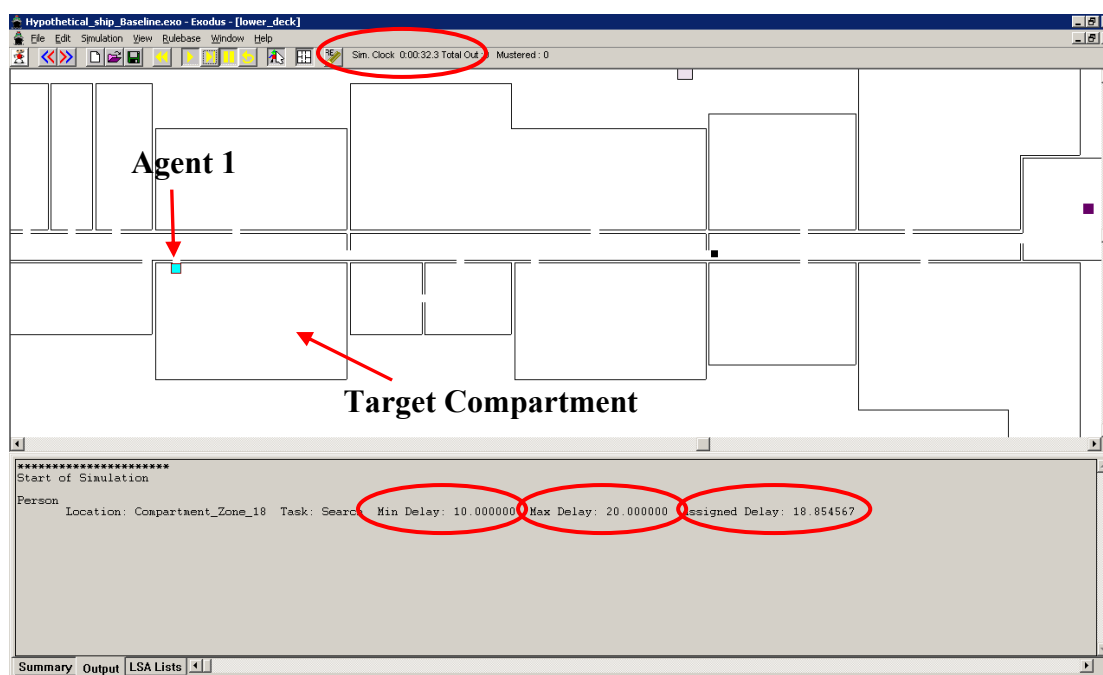 Hypothetical_ship_Baseline.exo - Exodus - [lower_deck]
File Edit Simulation View Rulebase Window Help
Sim. Clock 0:00:32.3 Total Out : Mustered : 0
Agent 1
Target Compartment
***********************
Start of Simulation
Person
Location: Compartment_Zone_18 Task: Search Min Delay: 10.000000 Max Delay: 20.000000 Assigned Delay: 18.854567
Summary Output LSA Lists